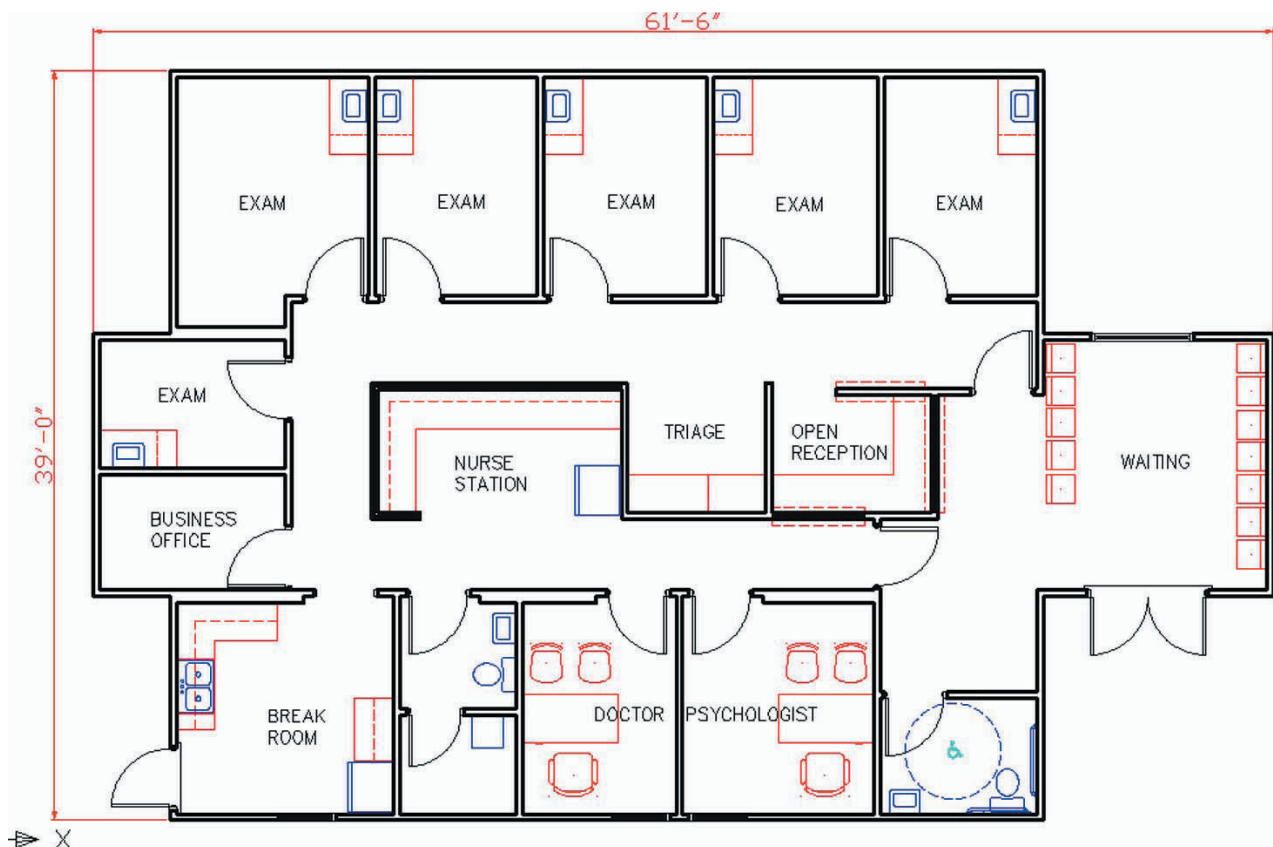 61'-6"
EXAM
EXAM
EXAM
EXAM
EXAM
39'-0"
EXAM
NURSE
STATION
TRIAGE
OPEN
RECEPTION
WAITING
BUSINESS
OFFICE
BREAK
ROOM
DOCTOR
PSYCHOLOGIST
X